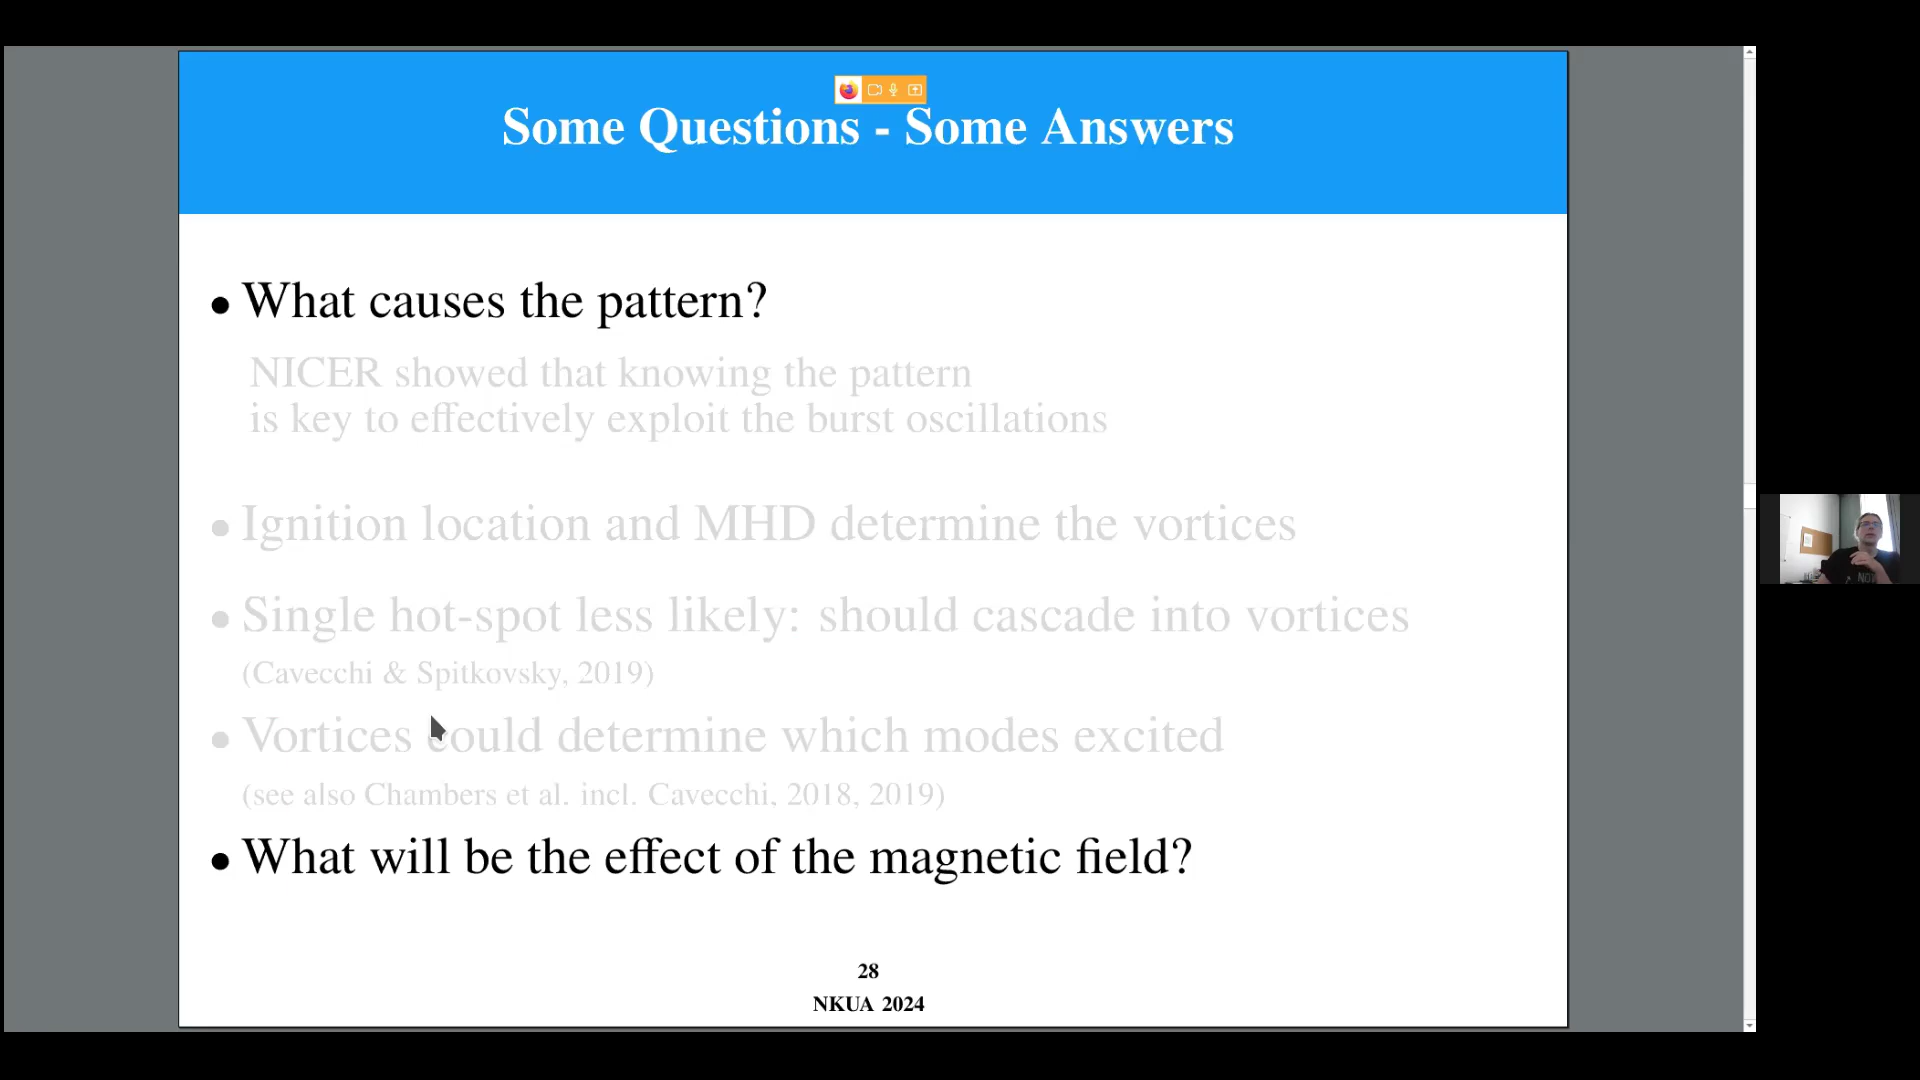 Some Questions - Some Answers
• What causes the pattern?
NICER showed that knowing the pattern
is key to effectively exploit the burst oscillations
• Ignition location and MHD determine the vortices
• Single hot-spot less likely: should cascade into vortices
(Cavecchi & Spitkovsky, 2019)
• Vortices could determine which modes excited
(see also Chambers et al. incl. Cavecchi, 2018, 2019)
• What will be the effect of the magnetic field?
28
NKUA 2024